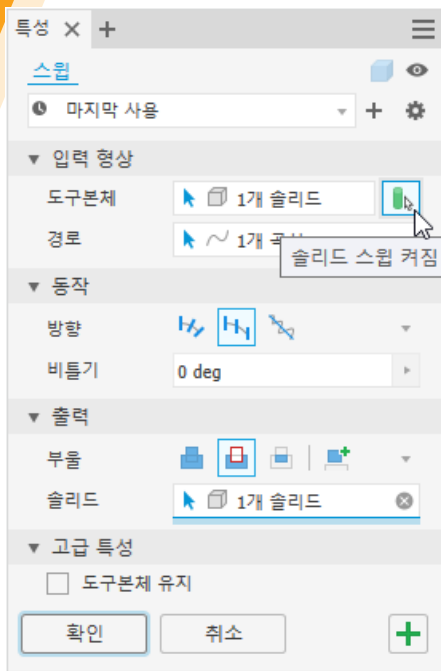 특성
스윕
마지막 사용
입력 형상
도구본체 1개 솔리드
경로 1개
솔리드 스윕 켜짐
동작
방향
비틀기 0 deg
출력
부울
솔리드 1개 솔리드
고급 특성
도구본체 유지
확인 취소